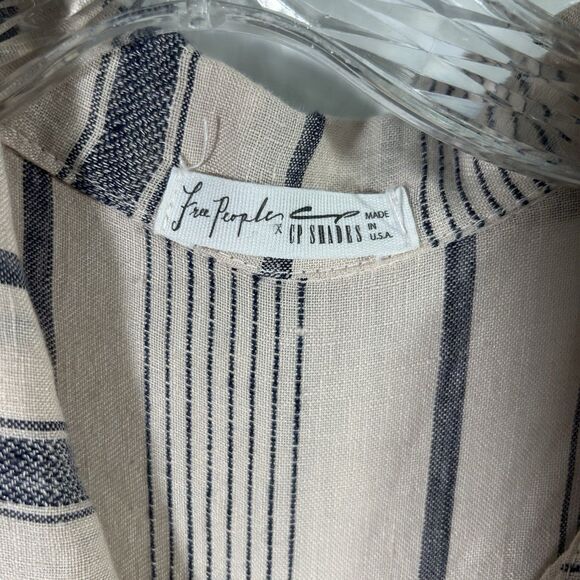 Free People
X CP SHADES
MADE
IN
U.S.A.